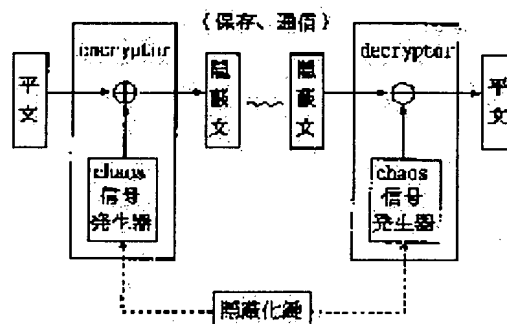 (保存、通信)
encryptor
decryptor
平文
隠蔽文
隠蔽文
平文
chaos
信号
発生器
chaos
信号
発生器
隠蔽化鍵